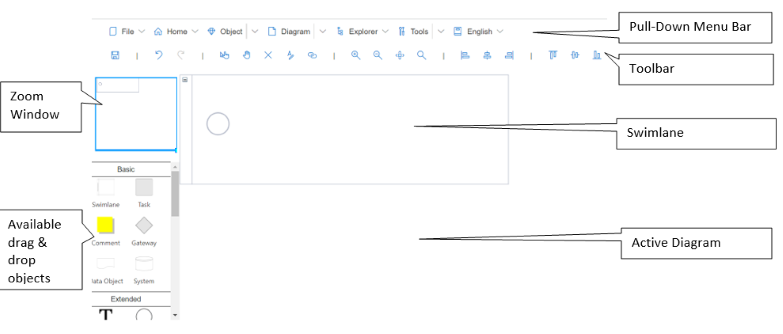 File Home Object Diagram Explorer Tools English
Pull-Down Menu Bar
Toolbar
Zoom
Window
Swimlane
Basic
Swimlane Task
Available
drag &
drop
objects
Comment Gateway
Data Object System
Active Diagram
Extended
T